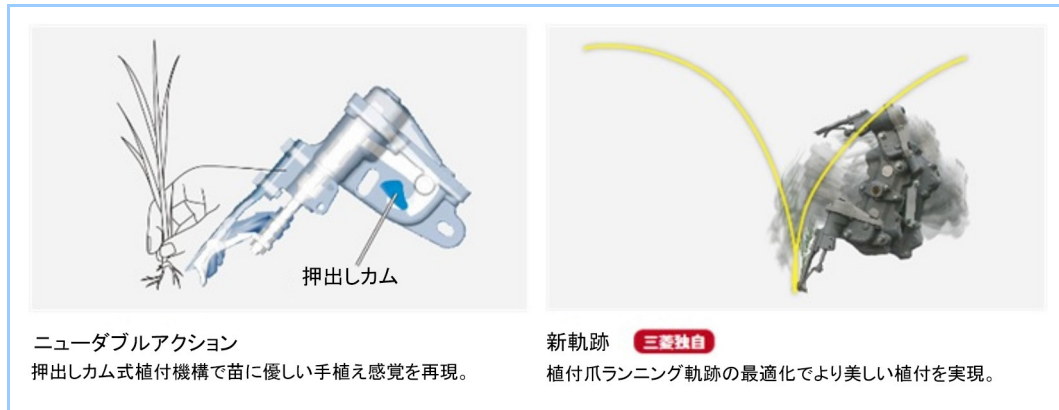 押出しカム
ニューダブルアクション
押出しカム式植付機構で苗に優しい手植え感覚を再現。
新軌跡 三菱独自
植付爪ランニング軌跡の最適化でより美しい植付を実現。